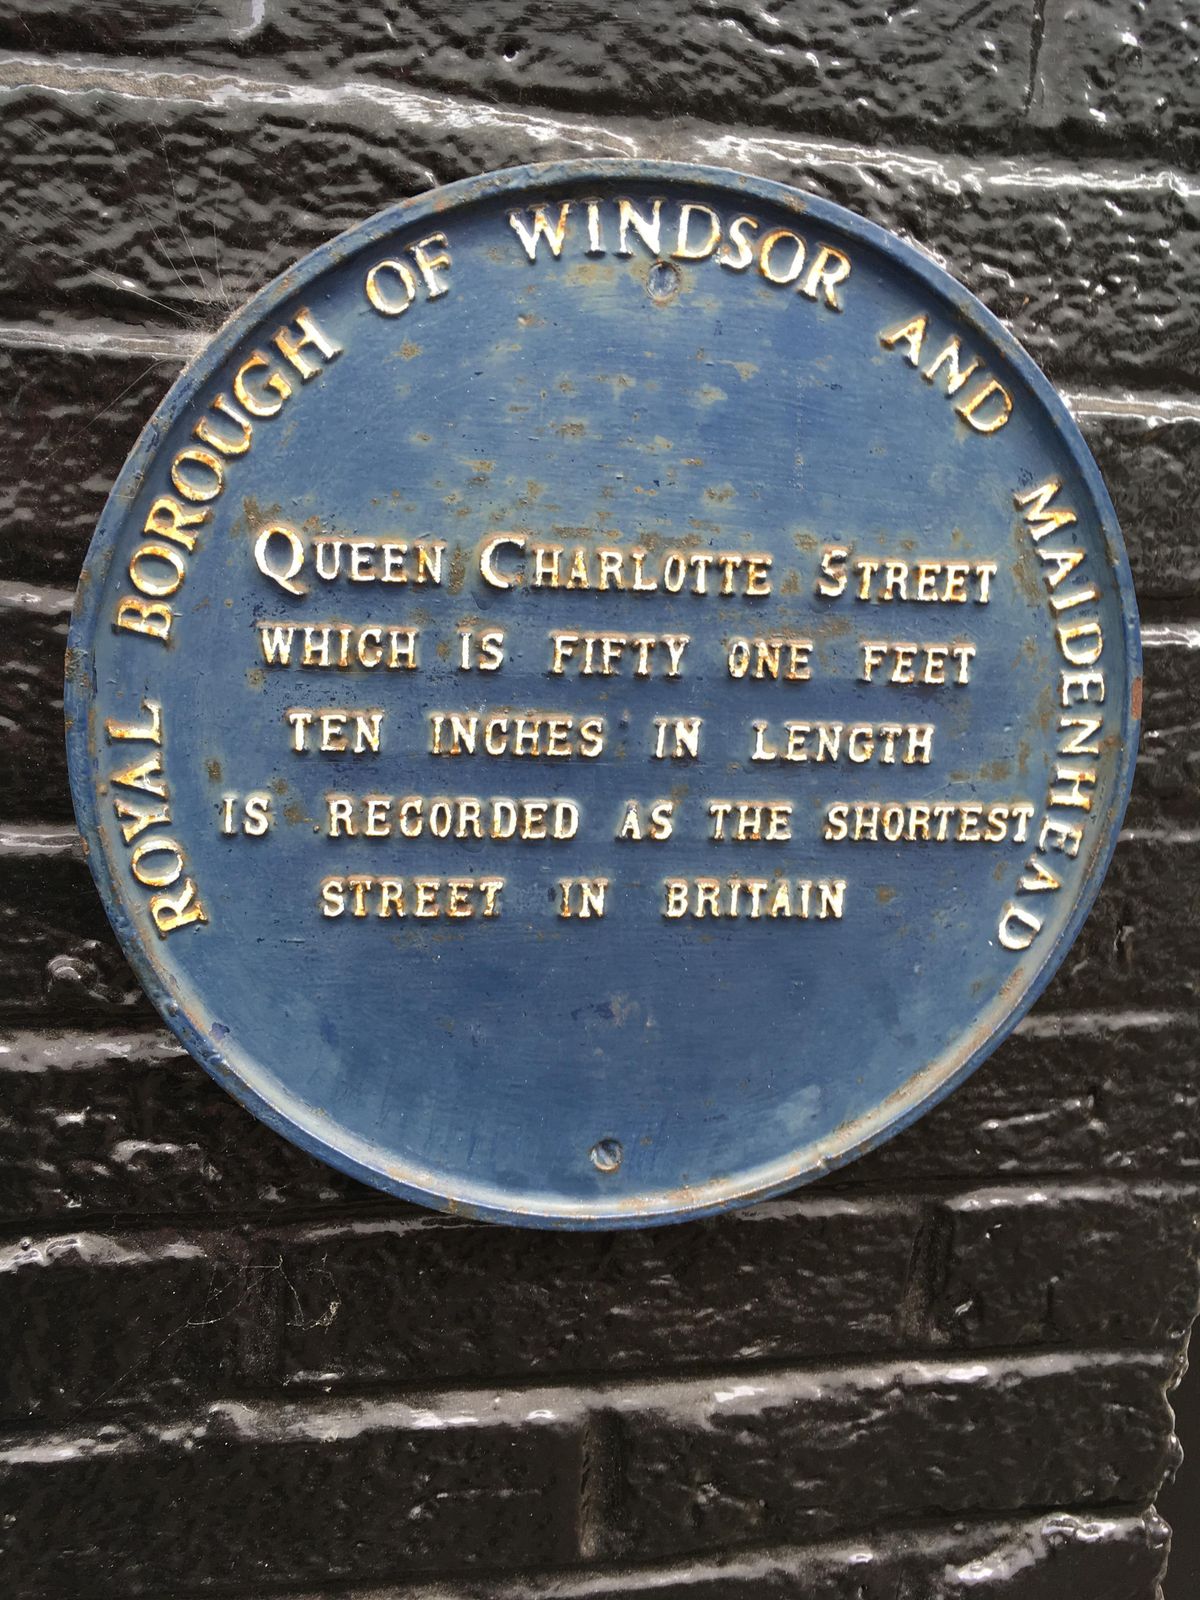 ROYAL BOROUGH OF WINDSOR AND MAIDENHEAD
QUEEN CHARLOTTE STREET
WHICH IS FIFTY ONE FEET
TEN INCHES IN LENGTH
IS RECORDED AS THE SHORTEST
STREET IN BRITAIN